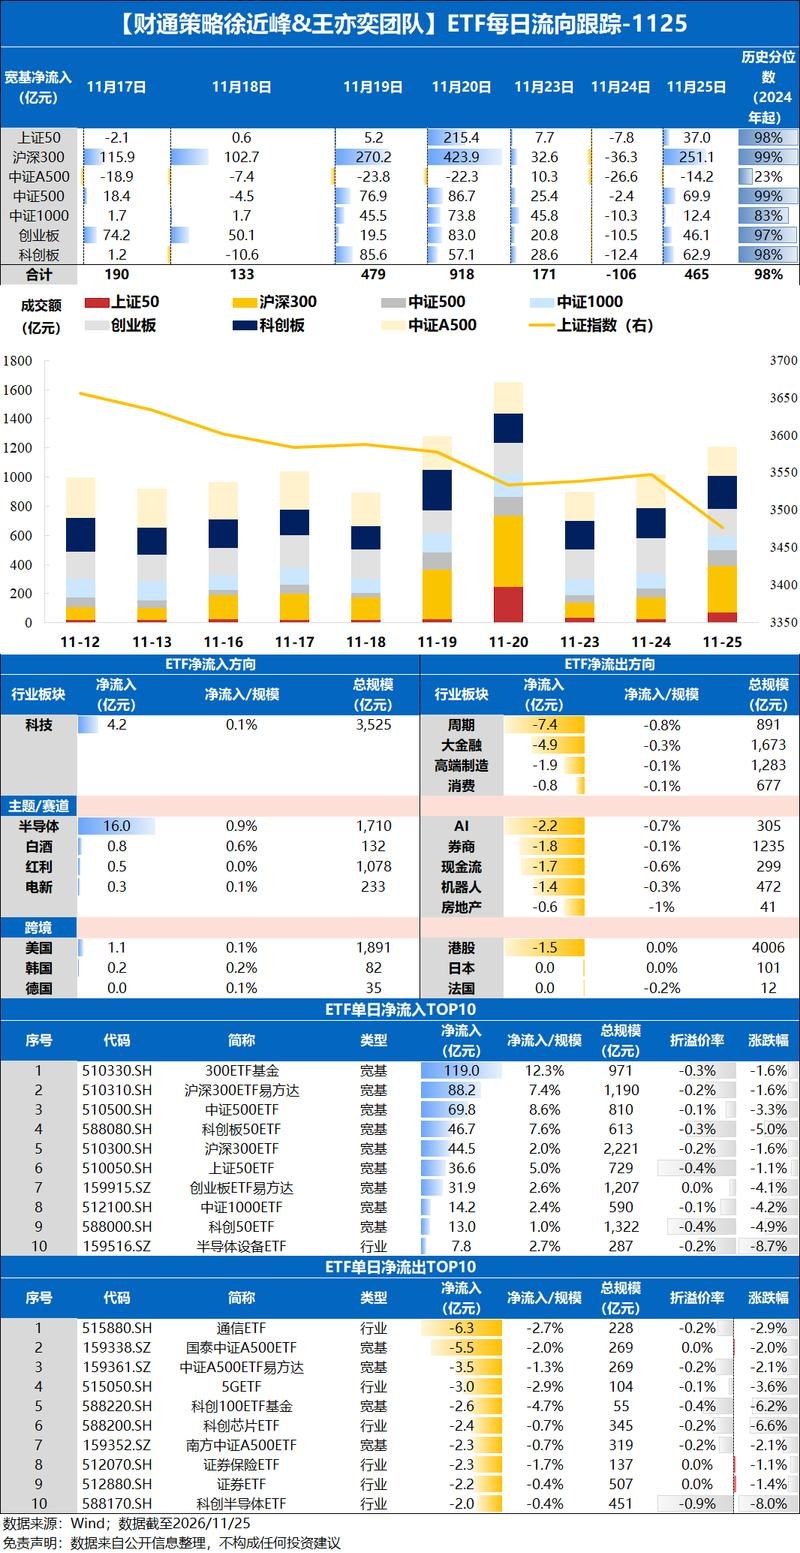 【财通策略徐近峰&王亦奕团队】ETF每日流向跟踪-1125
宽基净流入（亿元） 11月17日 11月18日 11月19日 11月20日 11月23日 11月24日 11月25日 历史分位数（2024年起）
上证50 -2.1 0.6 5.2 215.4 7.7 -7.8 37.0 98%
沪深300 115.9 102.7 270.2 423.9 32.6 -36.3 251.1 99%
中证A500 -18.9 -7.4 -23.8 -22.3 10.3 -26.6 -14.2 23%
中证500 18.4 -4.5 76.9 86.7 25.4 -2.4 69.9 99%
中证1000 1.7 1.7 45.5 73.8 45.8 -10.3 12.4 83%
创业板 74.2 50.1 19.5 83.0 20.8 -10.5 46.1 97%
科创板 1.2 -10.6 85.6 57.1 28.6 -12.4 62.9 98%
合计 190 133 479 918 171 -106 465 98%
成交额（亿元） 上证50 沪深300 中证500 中证1000
创业板 科创板 中证A500 上证指数（右）
1800 3700
1600 3650
1400 3600
1200 3550
1000 3500
800 3450
600 3400
400 3350
200
0
11-12 11-13 11-16 11-17 11-18 11-19 11-20 11-23 11-24 11-25
ETF净流入方向 ETF净流出方向
行业板块 净流入（亿元） 净流入/规模 总规模（亿元） 行业板块 净流入（亿元） 净流入/规模 总规模（亿元）
科技 4.2 0.1% 3,525 周期 -7.4 -0.8% 891
大金融 -4.9 -0.3% 1,673
高端制造 -1.9 -0.1% 1,283
消费 -0.8 -0.1% 677
主题/赛道
半导体 16.0 0.9% 1,710 AI -2.2 -0.7% 305
白酒 0.8 0.6% 132 券商 -1.8 -0.1% 1235
红利 0.5 0.0% 1,078 现金流 -1.7 -0.6% 299
电新 0.3 0.1% 233 机器人 -1.4 -0.3% 472
房地产 -0.6 -1% 41
跨境
美国 1.1 0.1% 1,891 港股 -1.5 0.0% 4006
韩国 0.2 0.2% 82 日本 0.0 0.0% 101
德国 0.0 0.1% 35 法国 0.0 -0.2% 12
ETF单日净流入TOP10
序号 代码 简称 类型 净流入（亿元） 净流入/规模 总规模（亿元） 折溢价率 涨跌幅
1 510330.SH 300ETF基金 宽基 119.0 12.3% 971 -0.3% -1.6%
2 510310.SH 沪深300ETF易方达 宽基 88.2 7.4% 1,190 -0.2% -1.6%
3 510500.SH 中证500ETF 宽基 69.8 8.6% 810 -0.1% -3.3%
4 588080.SH 科创板50ETF 宽基 46.7 7.6% 613 -0.3% -5.0%
5 510300.SH 沪深300ETF 宽基 44.5 2.0% 2,221 -0.2% -1.6%
6 510050.SH 上证50ETF 宽基 36.6 5.0% 729 -0.4% -1.1%
7 159915.SZ 创业板ETF易方达 宽基 31.9 2.6% 1,207 0.0% -4.1%
8 512100.SH 中证1000ETF 宽基 14.2 2.4% 590 -0.1% -4.2%
9 588000.SH 科创50ETF 宽基 13.0 1.0% 1,322 -0.4% -4.9%
10 159516.SZ 半导体设备ETF 行业 7.8 2.7% 287 -0.2% -8.7%
ETF单日净流出TOP10
序号 代码 简称 类型 净流入（亿元） 净流入/规模 总规模（亿元） 折溢价率 涨跌幅
1 515880.SH 通信ETF 行业 -6.3 -2.7% 228 -0.2% -2.9%
2 159338.SZ 国泰中证A500ETF 宽基 -5.5 -2.0% 269 0.0% -2.0%
3 159361.SZ 中证A500ETF易方达 宽基 -3.5 -1.3% 269 -0.2% -2.1%
4 515050.SH 5GETF 行业 -3.0 -2.9% 104 -0.1% -3.6%
5 588220.SH 科创100ETF基金 宽基 -2.6 -4.7% 55 -0.4% -6.2%
6 588200.SH 科创芯片ETF 行业 -2.4 -0.7% 345 -0.2% -6.6%
7 159352.SZ 南方中证A500ETF 宽基 -2.3 -0.7% 319 -0.2% -2.1%
8 512070.SH 证券保险ETF 行业 -2.3 -1.7% 137 0.0% -1.1%
9 512880.SH 证券ETF 行业 -2.2 -0.4% 507 0.0% -1.4%
10 588170.SH 科创半导体ETF 行业 -2.0 -0.4% 451 -0.9% -8.0%
数据来源：Wind；数据截至2026/11/25
免责声明：数据来自公开信息整理，不构成任何投资建议